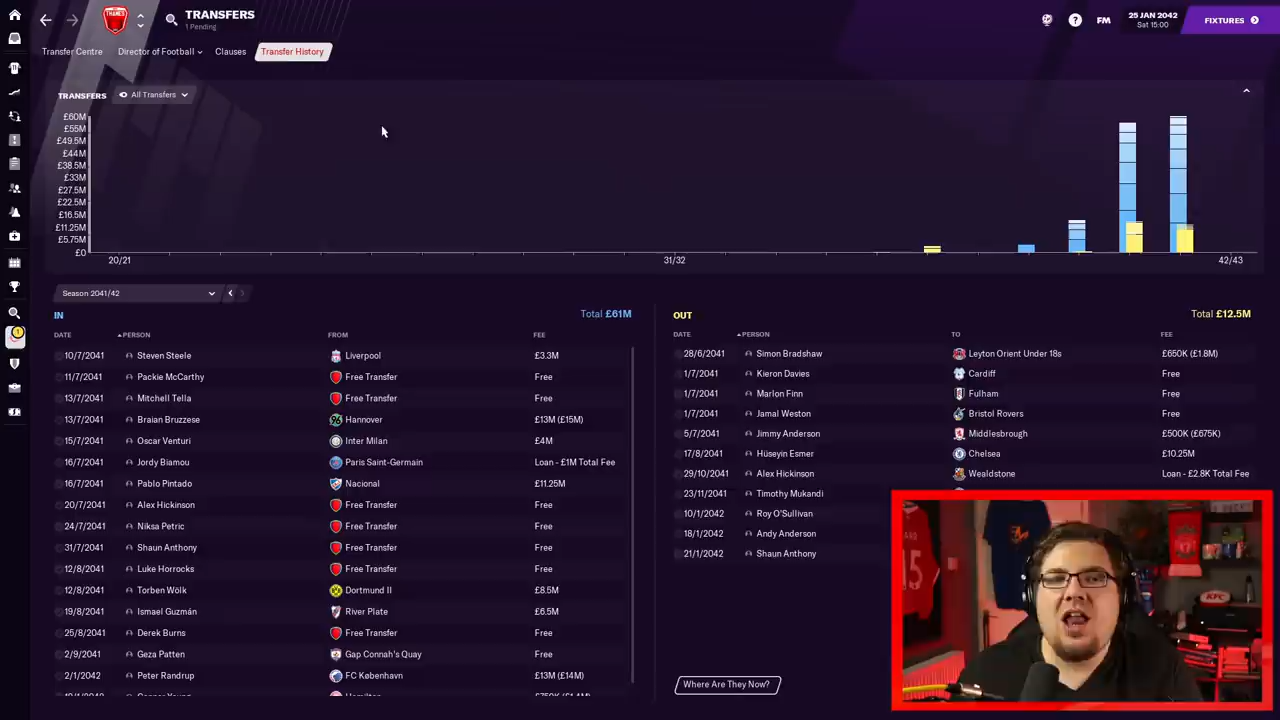 TRANSFERS
1 Pending
25 JAN 2042
Sat 15:00
FM
FIXTURES
Transfer Centre
Director of Football
Clauses
Transfer History
TRANSFERS
All Transfers
£60M
£55M
£49.5M
£44M
£38.5M
£33M
£27.5M
£22.5M
£16.5M
£11.25M
£5.75M
£0
20/21
31/32
42/43
Season 2041/42
IN
Total £61M
DATE PERSON FROM FEE
10/7/2041 Steven Steele Liverpool £3.3M
11/7/2041 Packie McCarthy Free Transfer Free
13/7/2041 Mitchell Tella Free Transfer Free
13/7/2041 Braian Bruzzese Hannover £13M (£15M)
15/7/2041 Oscar Venturi Inter Milan £4M
16/7/2041 Jordy Biamou Paris Saint-Germain Loan - £1M Total Fee
16/7/2041 Pablo Pintado Nacional £11.25M
20/7/2041 Alex Hickinson Free Transfer Free
24/7/2041 Niksa Petric Free Transfer Free
31/7/2041 Shaun Anthony Free Transfer Free
12/8/2041 Luke Horrocks Free Transfer Free
12/8/2041 Torben Wölk Dortmund II £8.5M
19/8/2041 Ismael Guzmán River Plate £6.5M
25/8/2041 Derek Burns Free Transfer Free
2/9/2041 Geza Patten Gap Connah's Quay Free
2/1/2042 Peter Randrup FC København £13M (£14M)
OUT
Total £12.5M
DATE PERSON TO FEE
28/6/2041 Simon Bradshaw Leyton Orient Under 18s £650K (£1.8M)
1/7/2041 Kieron Davies Cardiff Free
1/7/2041 Marlon Finn Fulham Free
1/7/2041 Jamal Weston Bristol Rovers Free
5/7/2041 Jimmy Anderson Middlesbrough £500K (£675K)
17/8/2041 Hüseyin Esmer Chelsea £10.25M
29/10/2041 Alex Hickinson Wealdstone Loan - £2.8K Total Fee
23/11/2041 Timothy Mukandi
10/1/2042 Roy O'Sullivan
18/1/2042 Andy Anderson
21/1/2042 Shaun Anthony
Where Are They Now?
KFC